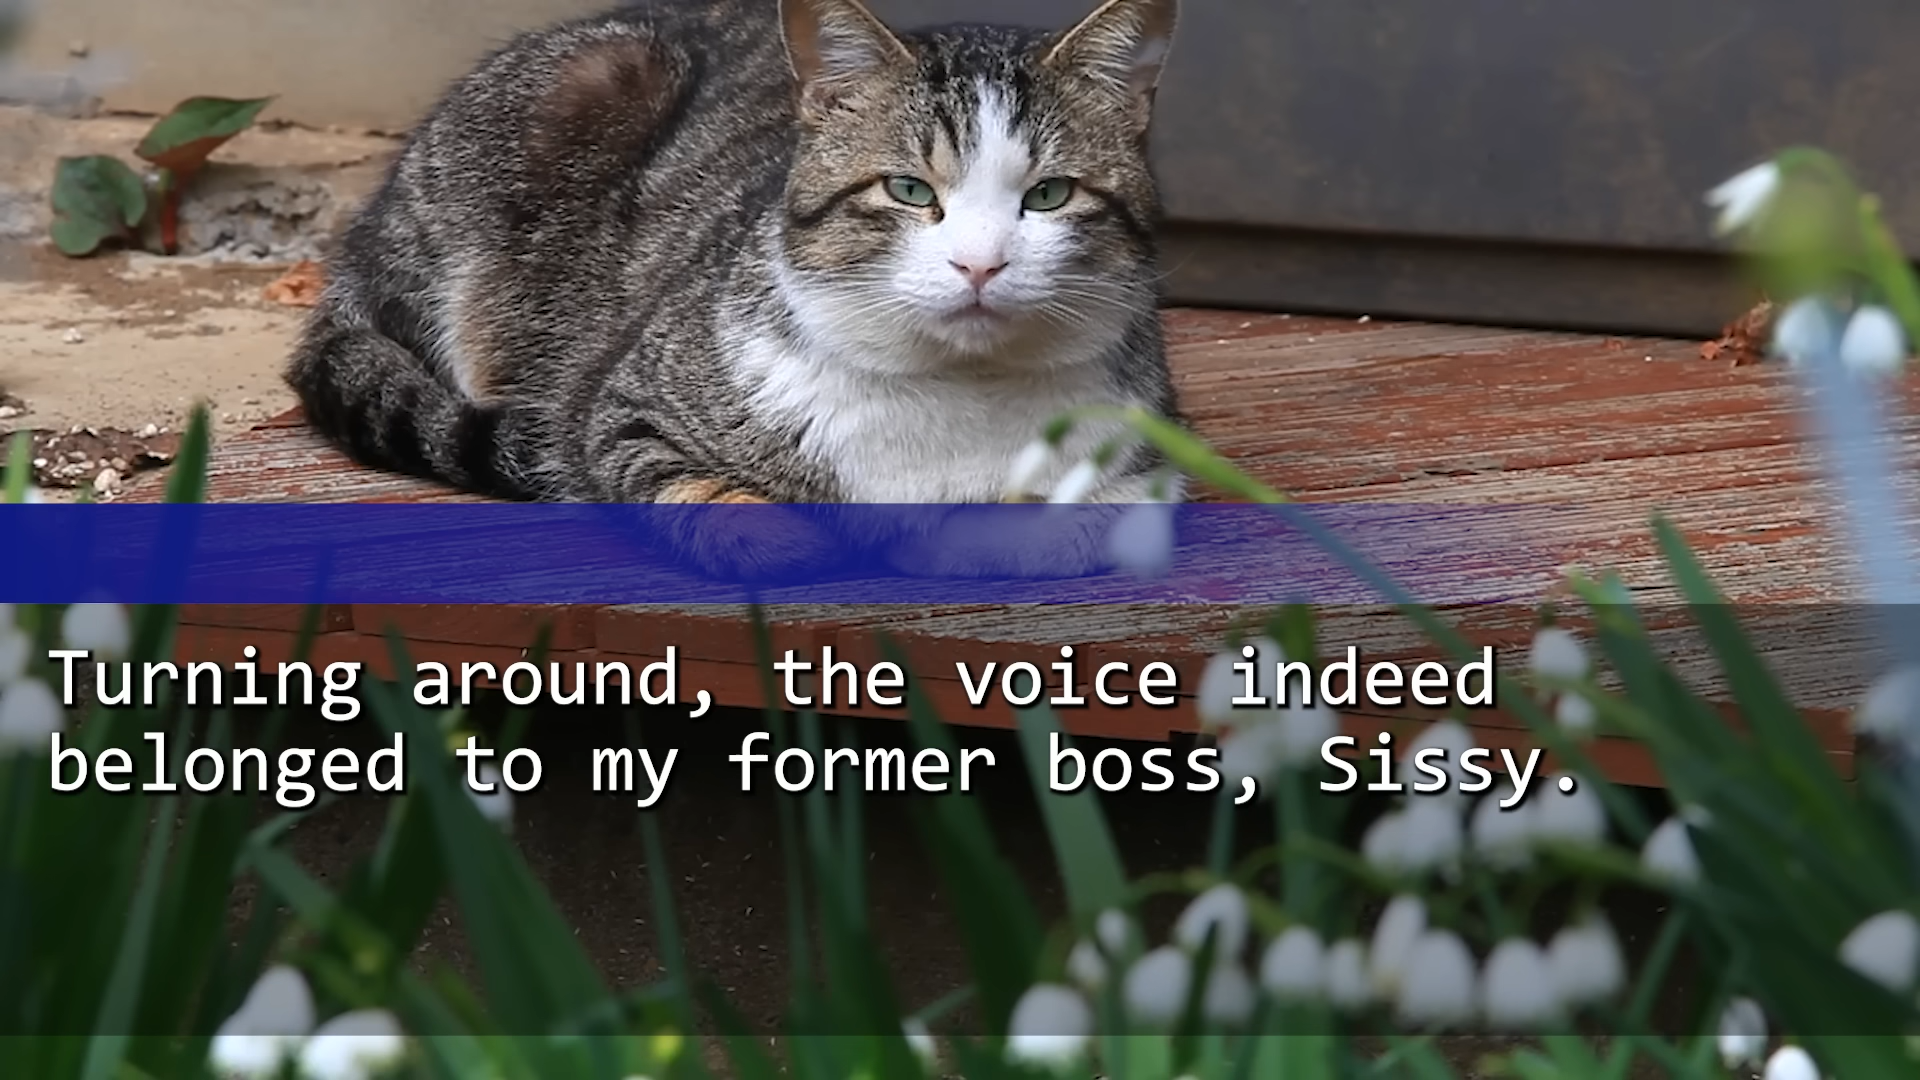 Turning around, the voice indeed
belonged to my former boss, Sissy.